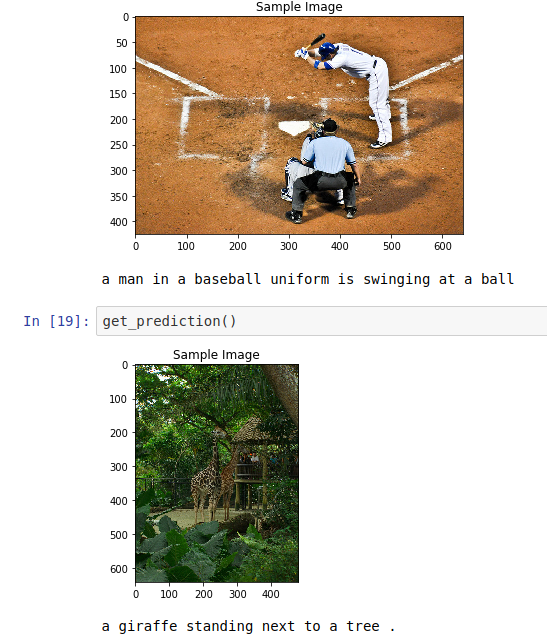 Sample Image
0
50
100
150
200
250
300
350
400
0 100 200 300 400 500 600
a man in a baseball uniform is swinging at a ball
In [19]: get_prediction()
Sample Image
0
100
200
300
400
500
600
0 100 200 300 400
a giraffe standing next to a tree .